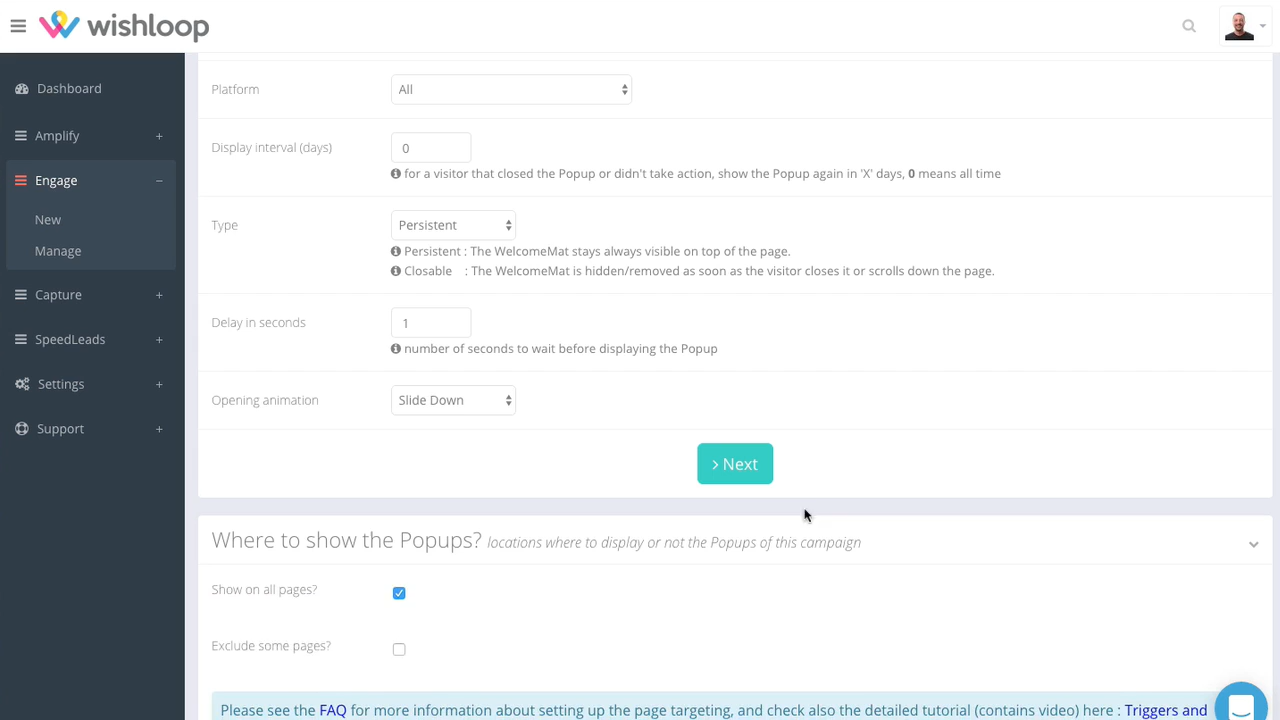 wishloop
Dashboard
Amplify +
Engage –
New
Manage
Capture +
SpeedLeads +
Settings +
Support +
Platform All
Display interval (days) 0
for a visitor that closed the Popup or didn't take action, show the Popup again in 'X' days, 0 means all time
Type Persistent
Persistent : The WelcomeMat stays always visible on top of the page.
Closable : The WelcomeMat is hidden/removed as soon as the visitor closes it or scrolls down the page.
Delay in seconds 1
number of seconds to wait before displaying the Popup
Opening animation Slide Down
> Next
Where to show the Popups? locations where to display or not the Popups of this campaign
Show on all pages?
Exclude some pages?
Please see the FAQ for more information about setting up the page targeting, and check also the detailed tutorial (contains video) here : Triggers and